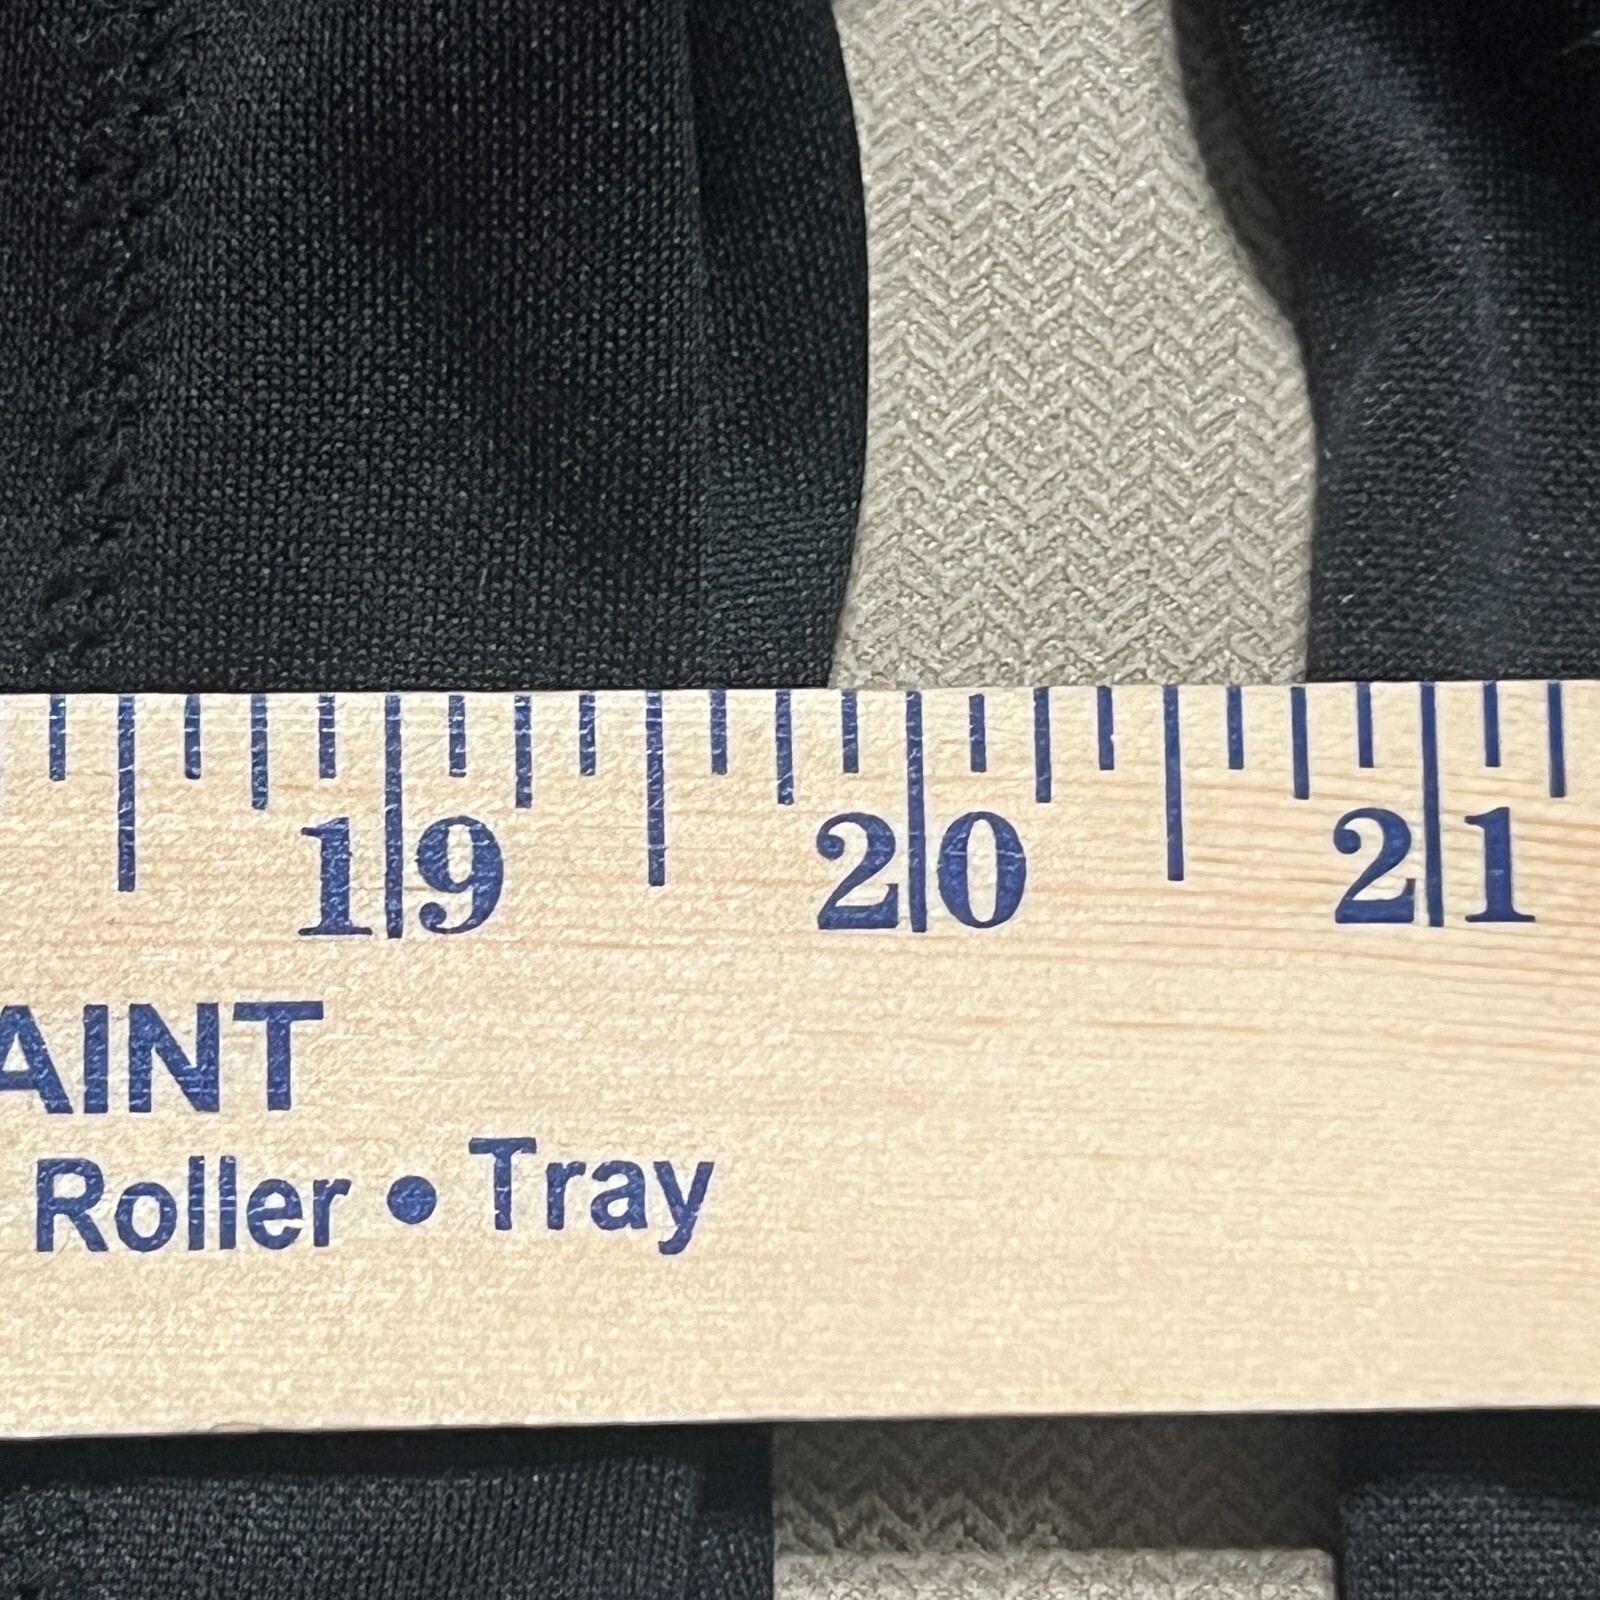 19 20 21
AINT
Roller • Tray